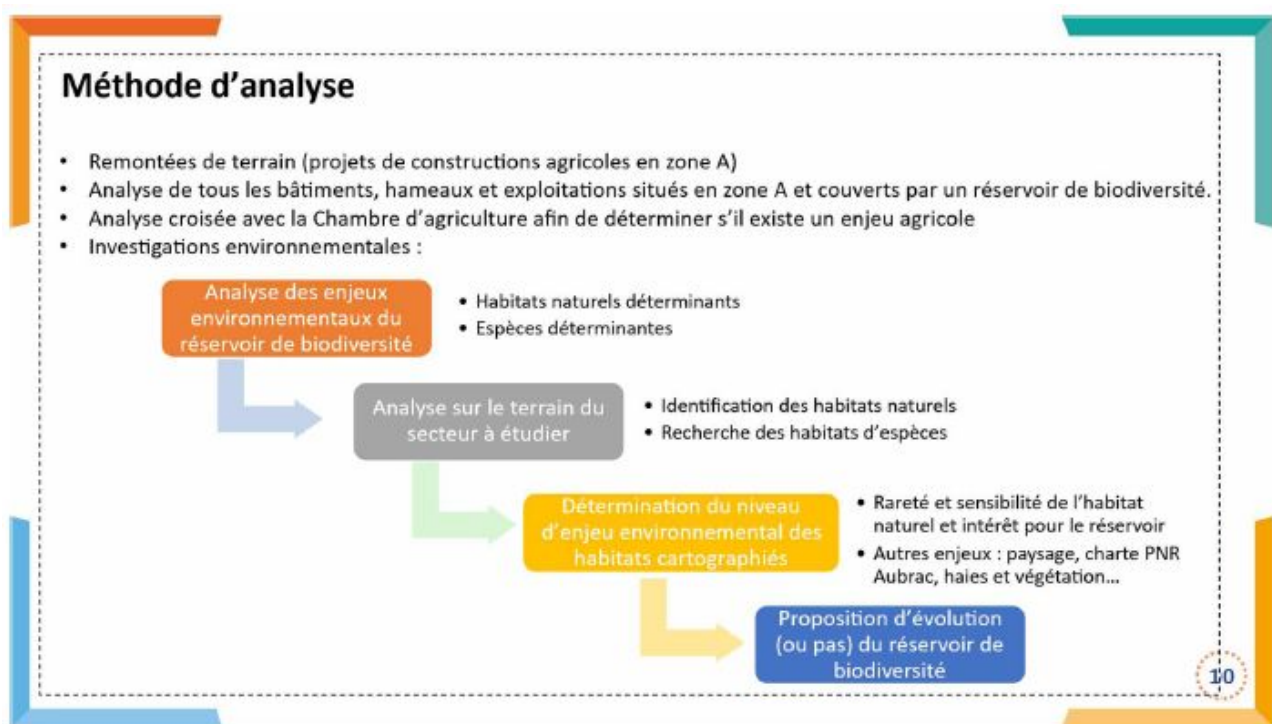 Méthode d'analyse
• Remontées de terrain (projets de constructions agricoles en zone A)
• Analyse de tous les bâtiments, hameaux et exploitations situés en zone A et couverts par un réservoir de biodiversité.
• Analyse croisée avec la Chambre d'agriculture afin de déterminer s'il existe un enjeu agricole
• Investigations environnementales :
Analyse des enjeux
environnementaux du
réservoir de biodiversité
• Habitats naturels déterminants
• Espèces déterminantes
Analyse sur le terrain du
secteur à étudier
• Identification des habitats naturels
• Recherche des habitats d'espèces
Détermination du niveau
d'enjeu environnemental des
habitats cartographiés
• Rareté et sensibilité de l'habitat
naturel et intérêt pour le réservoir
• Autres enjeux : paysage, charte PNR
Aubrac, haies et végétation…
Proposition d'évolution
(ou pas) du réservoir de
biodiversité
10